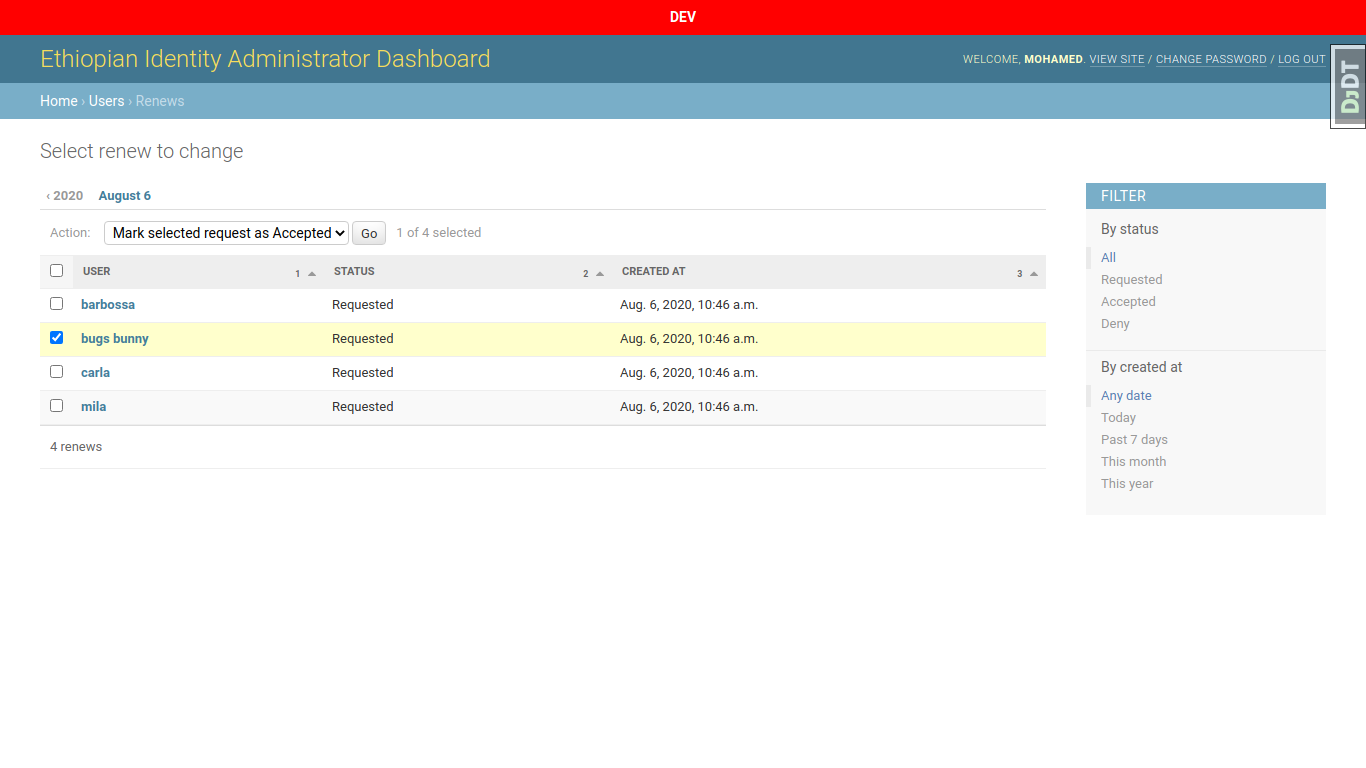 DEV
Ethiopian Identity Administrator Dashboard
WELCOME, MOHAMED. VIEW SITE / CHANGE PASSWORD / LOG OUT
DJDT
Home › Users › Renews
Select renew to change
‹ 2020 August 6
Action: Mark selected request as Accepted Go 1 of 4 selected
USER 1 STATUS 2 CREATED AT 3
barbossa Requested Aug. 6, 2020, 10:46 a.m.
bugs bunny Requested Aug. 6, 2020, 10:46 a.m.
carla Requested Aug. 6, 2020, 10:46 a.m.
mila Requested Aug. 6, 2020, 10:46 a.m.
4 renews
FILTER
By status
All
Requested
Accepted
Deny
By created at
Any date
Today
Past 7 days
This month
This year